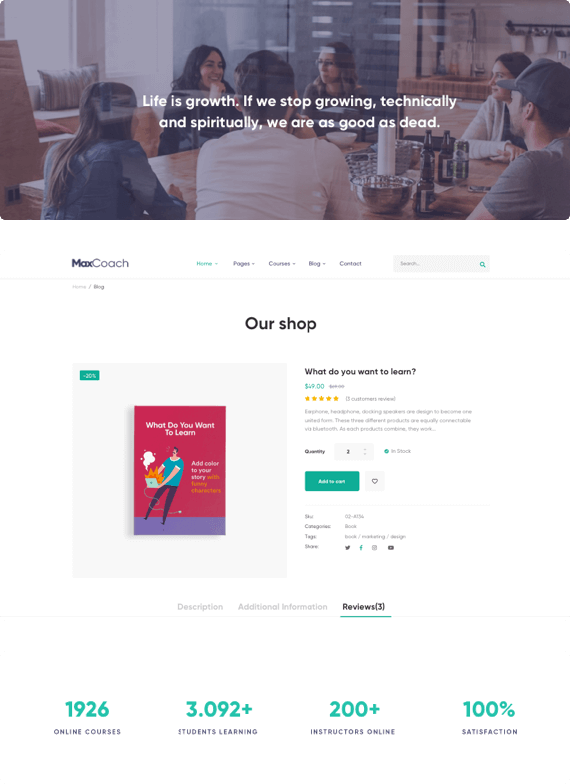 Life is growth. If we stop growing, technically
and spiritually, we are as good as dead.
MaxCoach
Home Pages Courses Blog Contact
Search...
Home / Blog
Our shop
-20%
What Do You Want
To Learn
Add color
to your
story with
funny
characters
What do you want to learn?
$49.00
(3 customers review)
Earphone, headphone, docking speakers are design to become one
united form. These three different products are equally connectable
via bluetooth. As each products combine, they work...
Quantity 2 In Stock
Add to cart
Sku: 02-A134
Categories: Book
Tags: book / marketing / design
Share:
Description Additional Information Reviews(3)
1926 3.092+ 200+ 100%
ONLINE COURSES STUDENTS LEARNING INSTRUCTORS ONLINE SATISFACTION